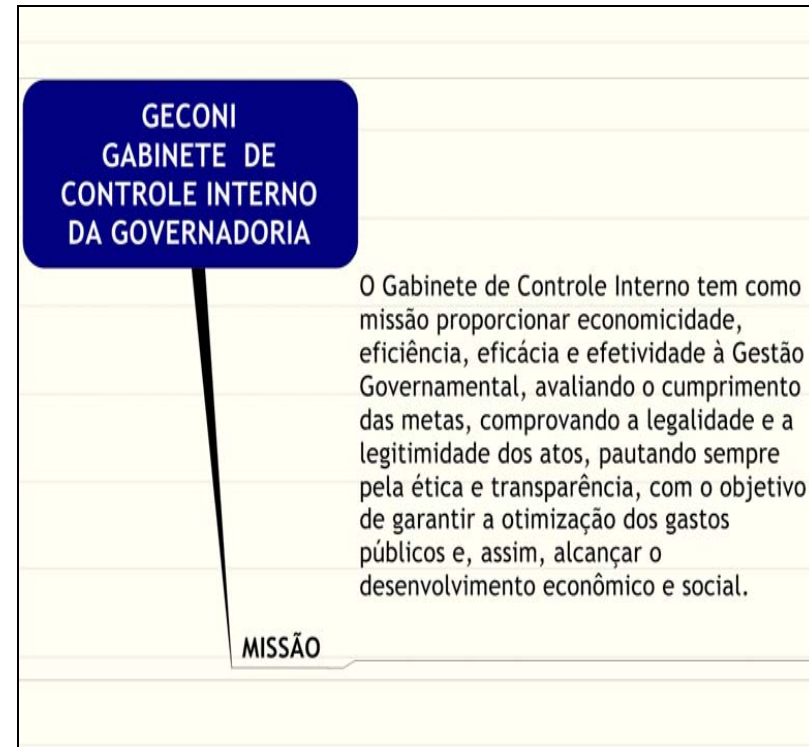 GECONI
GABINETE DE
CONTROLE INTERNO
DA GOVERNADORIA
O Gabinete de Controle Interno tem como
missão proporcionar economicidade,
eficiência, eficácia e efetividade à Gestão
Governamental, avaliando o cumprimento
das metas, comprovando a legalidade e a
legitimidade dos atos, pautando sempre
pela ética e transparência, com o objetivo
de garantir a otimização dos gastos
públicos e, assim, alcançar o
desenvolvimento econômico e social.
MISSÃO